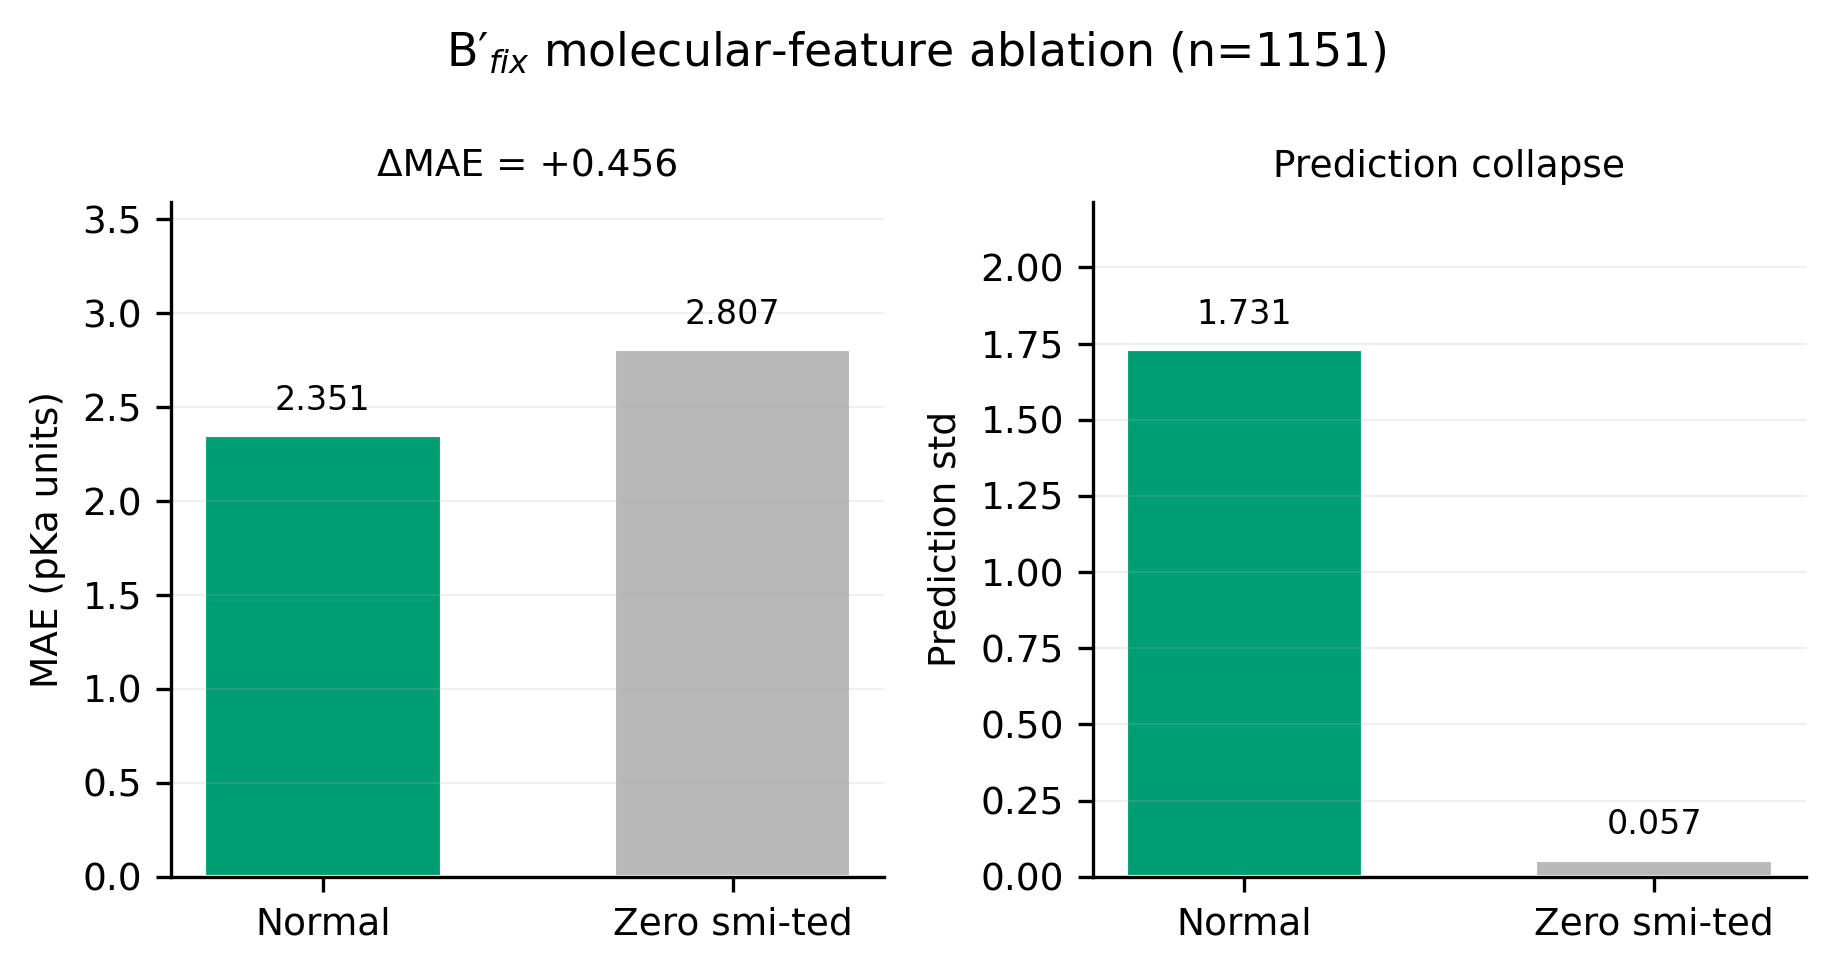 B′fix molecular-feature ablation (n=1151)
ΔMAE = +0.456
MAE (pKa units)
3.5
3.0
2.5
2.0
1.5
1.0
0.5
0.0
2.351
2.807
Normal
Zero smi-ted
Prediction collapse
Prediction std
2.00
1.75
1.50
1.25
1.00
0.75
0.50
0.25
0.00
1.731
0.057
Normal
Zero smi-ted